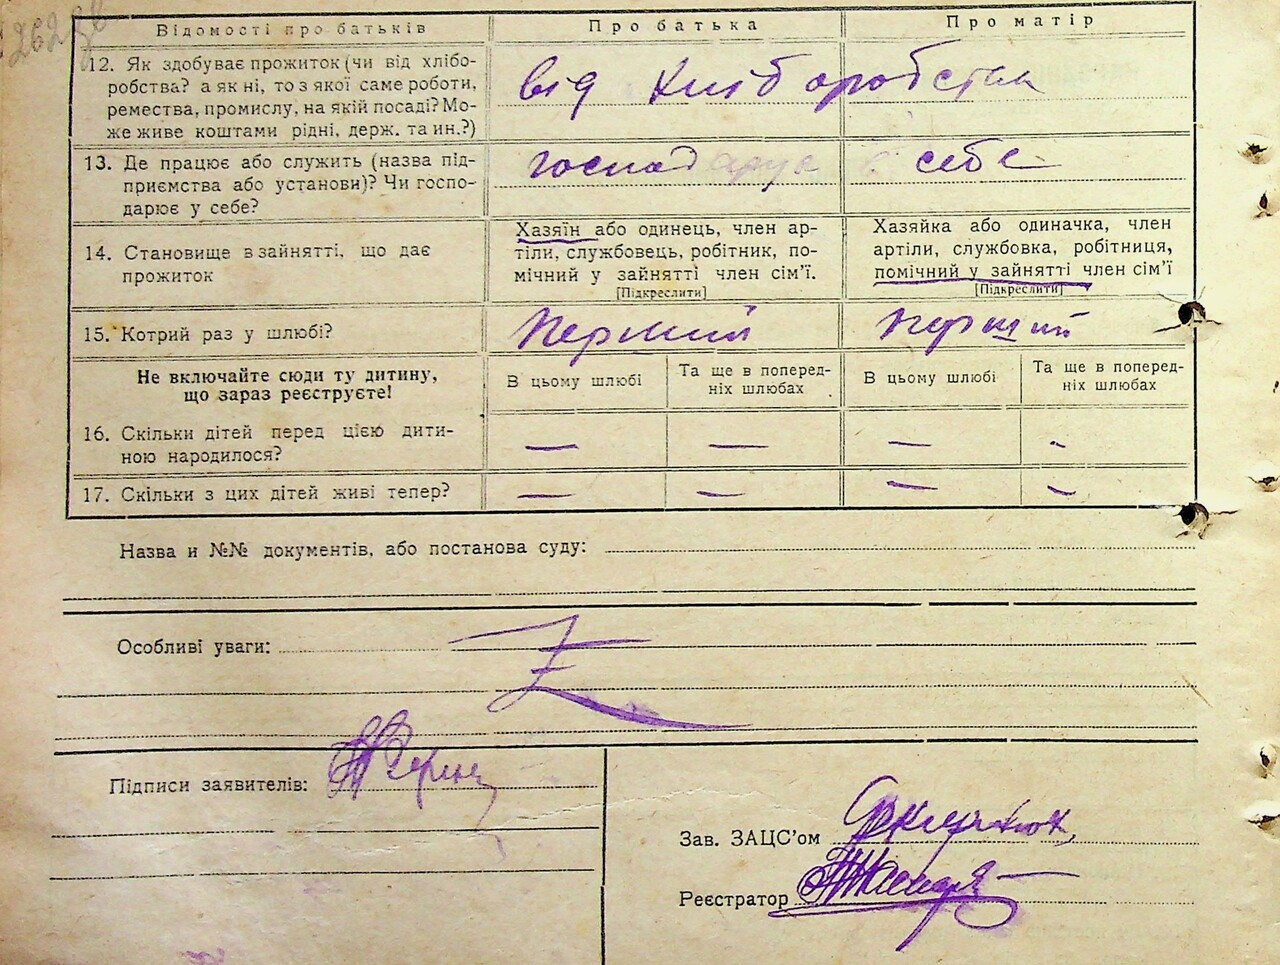 Відомості про батьків
Про батька
Про матір
12. Як здобуває прожиток (чи від хлібо-
робства? а як ні, то з якої саме роботи,
ремества, промислу, на якій посаді? Мо-
же живе коштами рідні, держ. та ин.?)
від хліборобства
13. Де працює або служить (назва під-
приємства або установи)? Чи госпо-
дарює у себе?
господарує в себе
14. Становище в зайнятті, що дає
прожиток
Хазяїн або одинець, член ар-
тіли, службовець, робітник, по-
мічний у зайнятті член сім’ї.
[Підкреслити]
Хазяйка або одиначка, член
артіли, службовка, робітниця,
помічний у зайнятті член сім’ї
[Підкреслити]
15. Котрий раз у шлюбі?
перший
перший
Не включайте сюди ту дитину,
що зараз реєструєте!
В цьому шлюбі
Та ще в поперед-
ніх шлюбах
В цьому шлюбі
Та ще в поперед-
ніх шлюбах
16. Скільки дітей перед цією дити-
ною народилося?
— — — -
17. Скільки з цих дітей живі тепер?
— — — -
Назва и №№ документів, або постанова суду:
Особливі уваги:
Z
Підписи заявителів:
Зав. ЗАЦС’ом
Реєстратор